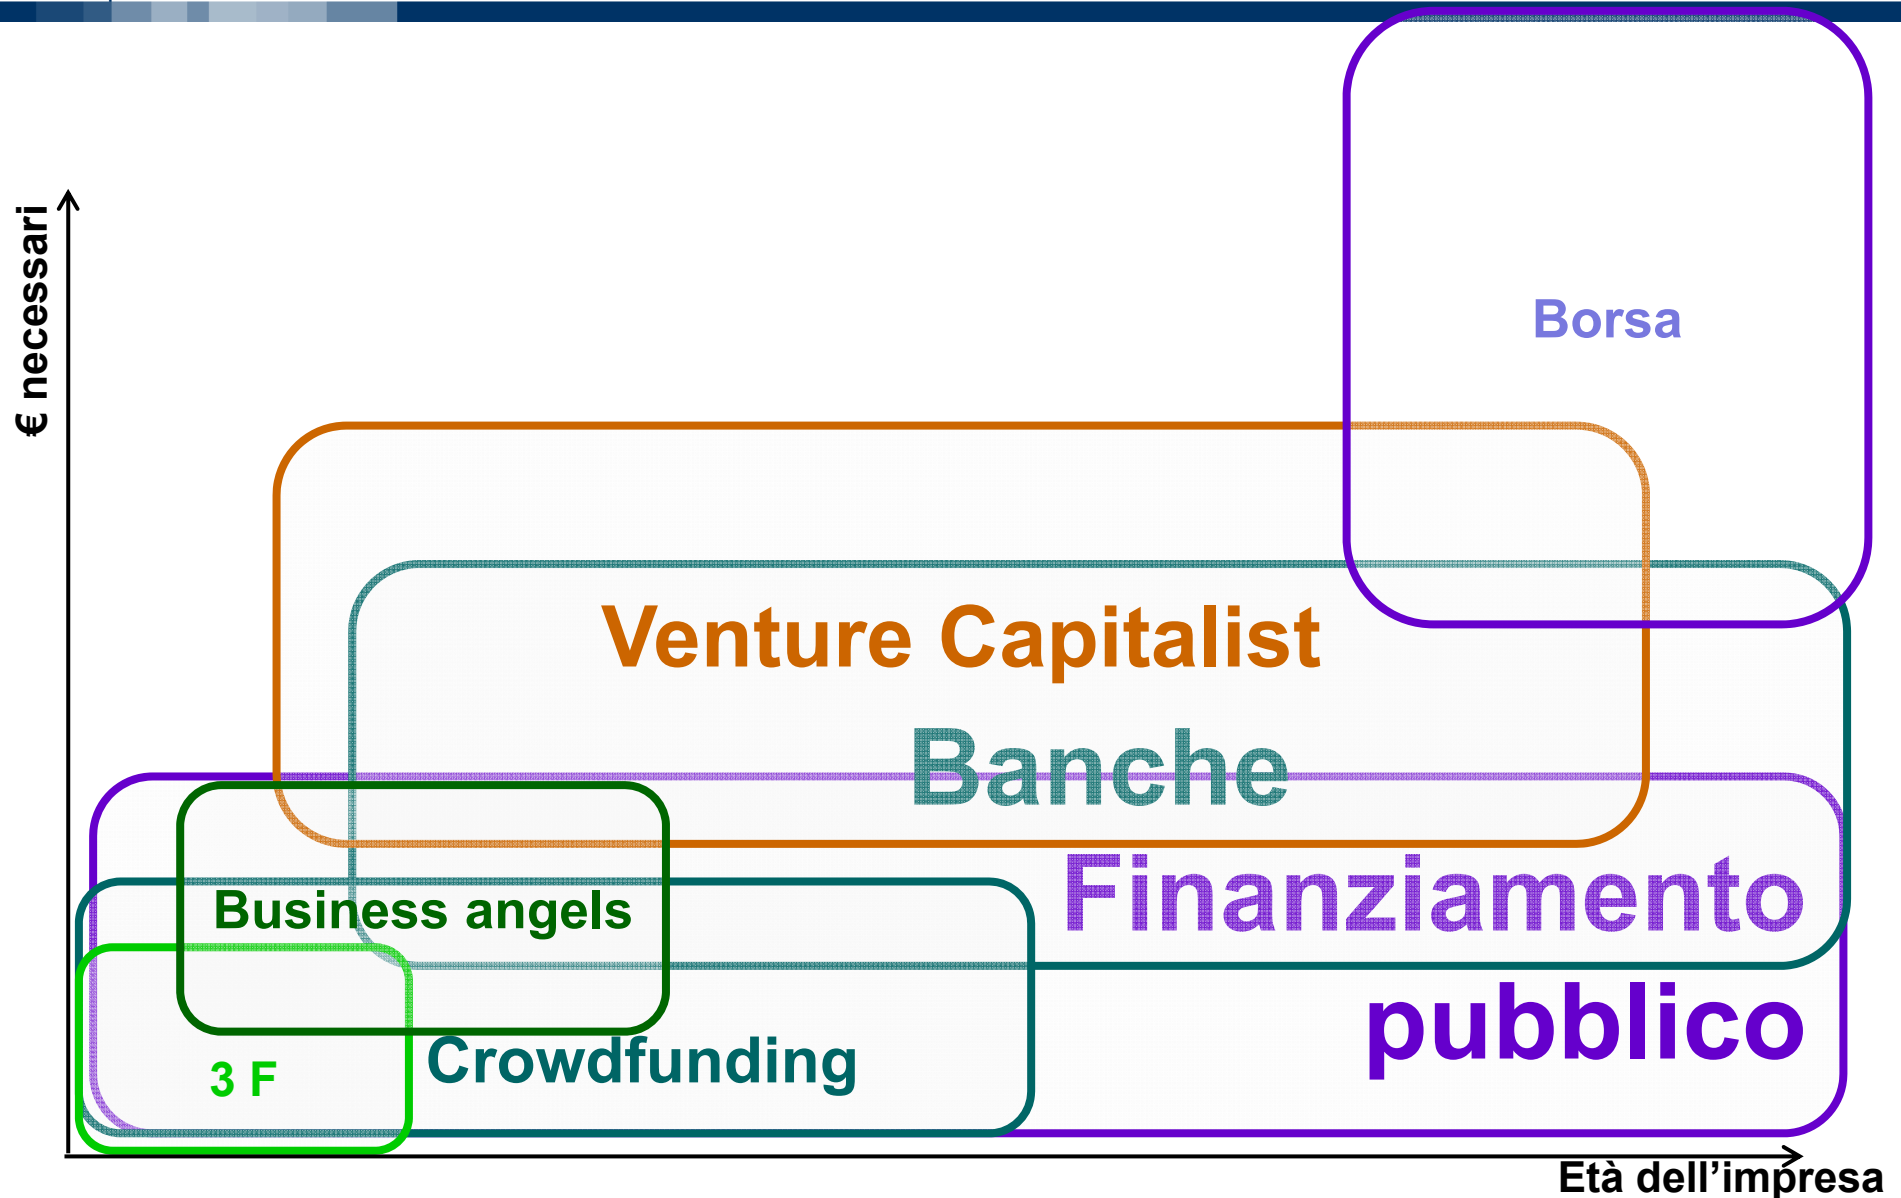 € necessari
Borsa
Venture Capitalist
Banche
Finanziamento
pubblico
Business angels
Crowdfunding
3 F
Età dell’impresa